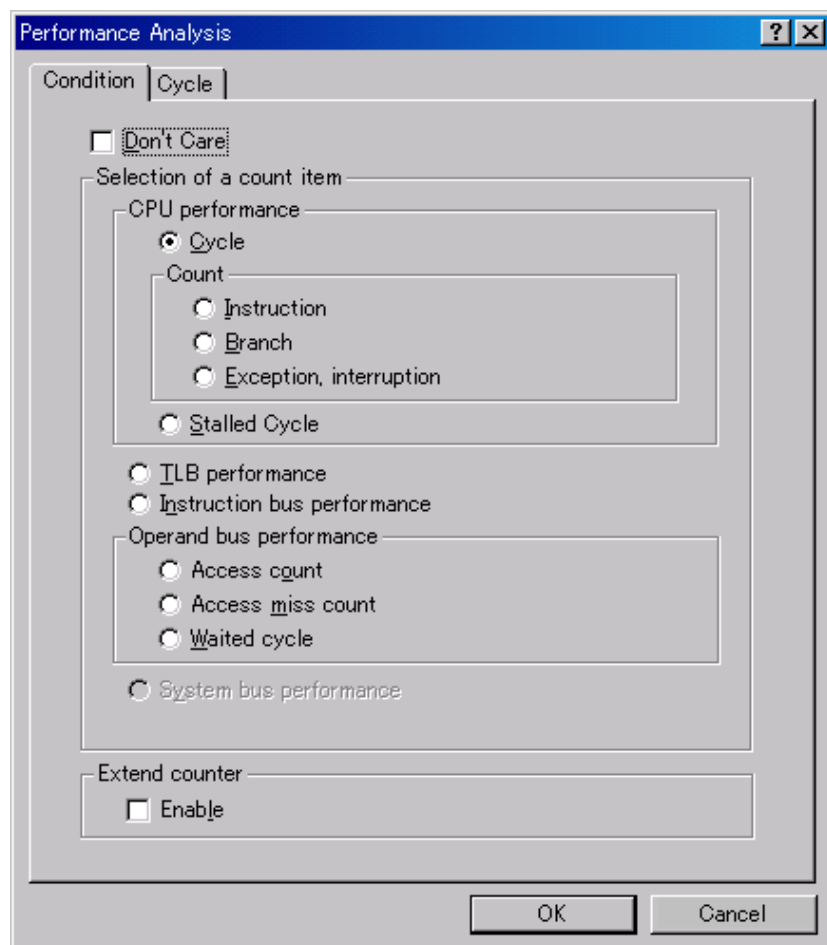 Performance Analysis
Condition Cycle
Don't Care
Selection of a count item
CPU performance
Cycle
Count
Instruction
Branch
Exception, interruption
Stalled Cycle
TLB performance
Instruction bus performance
Operand bus performance
Access count
Access miss count
Waited cycle
System bus performance
Extend counter
Enable
OK Cancel